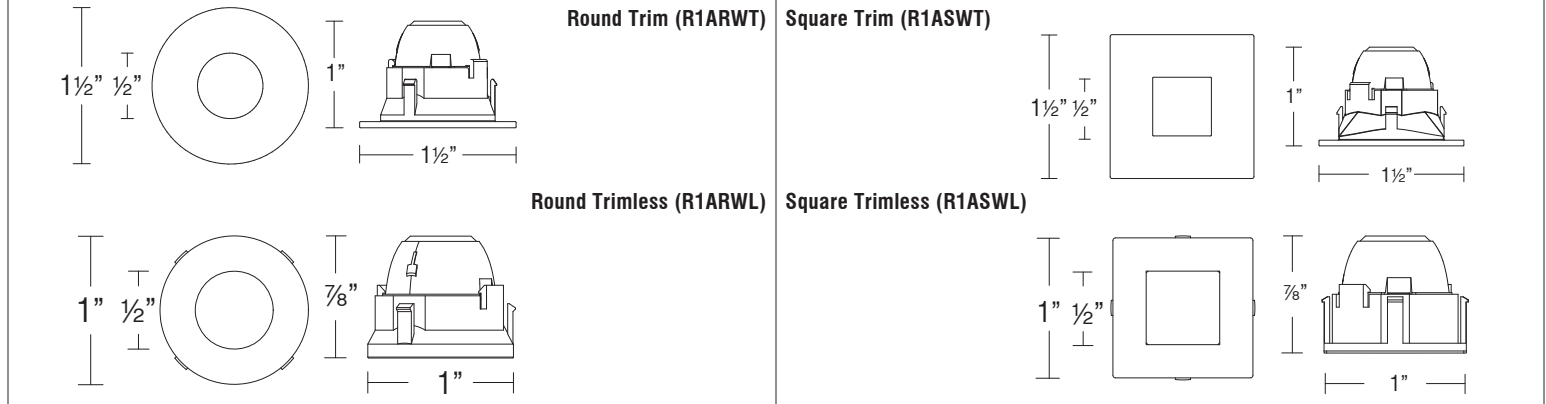 Round Trim (R1ARWT)
1½” ½” 1”
1½”
Square Trim (R1ASWT)
1½” ½” 1”
1½”
Round Trimless (R1ARWL)
1” ½” ⅞”
1”
Square Trimless (R1ASWL)
1” ½” ⅞”
1”